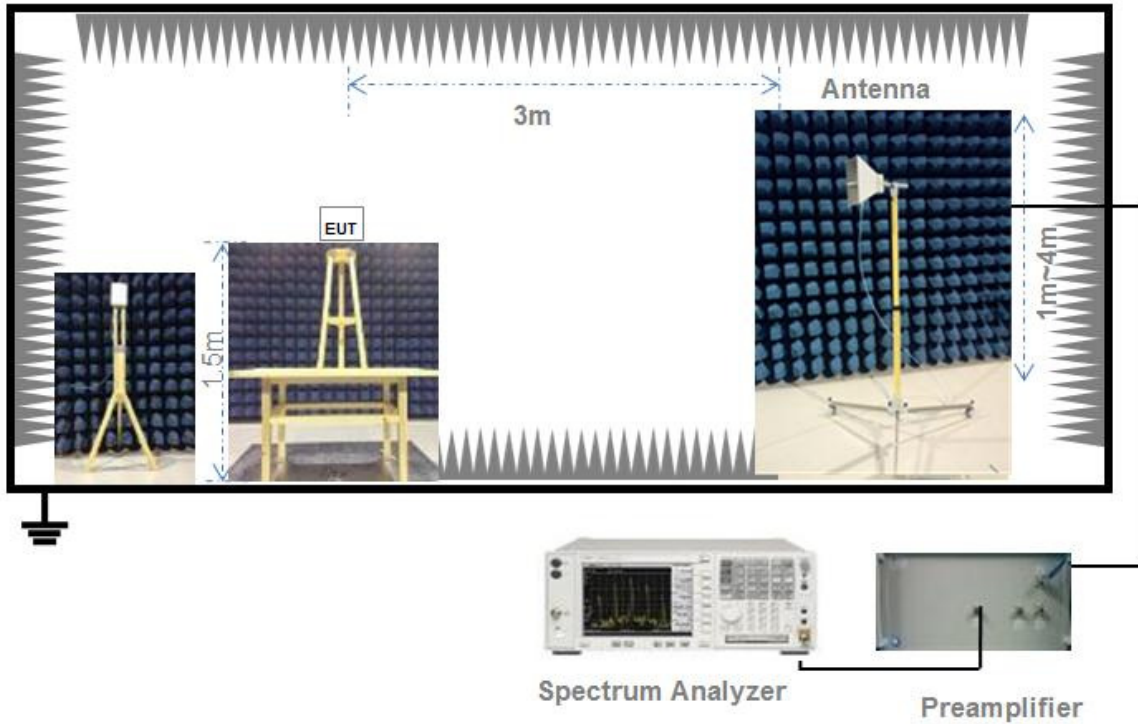 Antenna
3m
EUT
1.5m
1m~4m
Spectrum Analyzer
Preamplifier